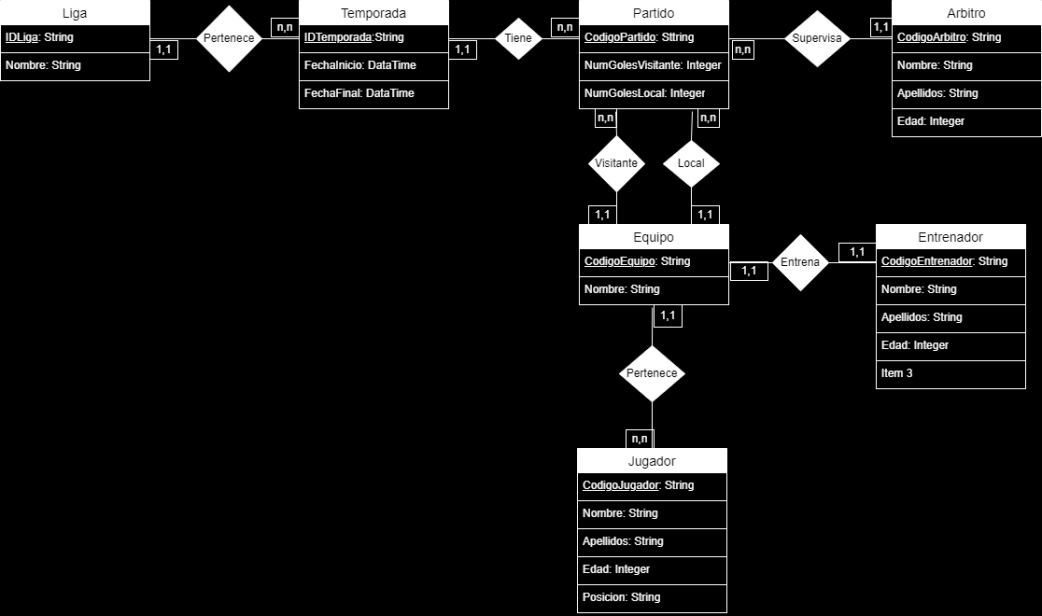 Liga
IDLiga: String
Nombre: String
1,1
Pertenece
n,n
Temporada
IDTemporada:String
FechaInicio: DataTime
FechaFinal: DataTime
1,1
Tiene
n,n
Partido
CodigoPartido: Sttring
NumGolesVisitante: Integer
NumGolesLocal: Integer
n,n
Supervisa
1,1
Arbitro
CodigoArbitro: String
Nombre: String
Apellidos: String
Edad: Integer
n,n
n,n
Visitante
Local
1,1
1,1
Equipo
CodigoEquipo: String
Nombre: String
1,1
Entrena
1,1
Entrenador
CodigoEntrenador: String
Nombre: String
Apellidos: String
Edad: Integer
Item 3
1,1
Pertenece
n,n
Jugador
CodigoJugador: String
Nombre: String
Apellidos: String
Edad: Integer
Posicion: String